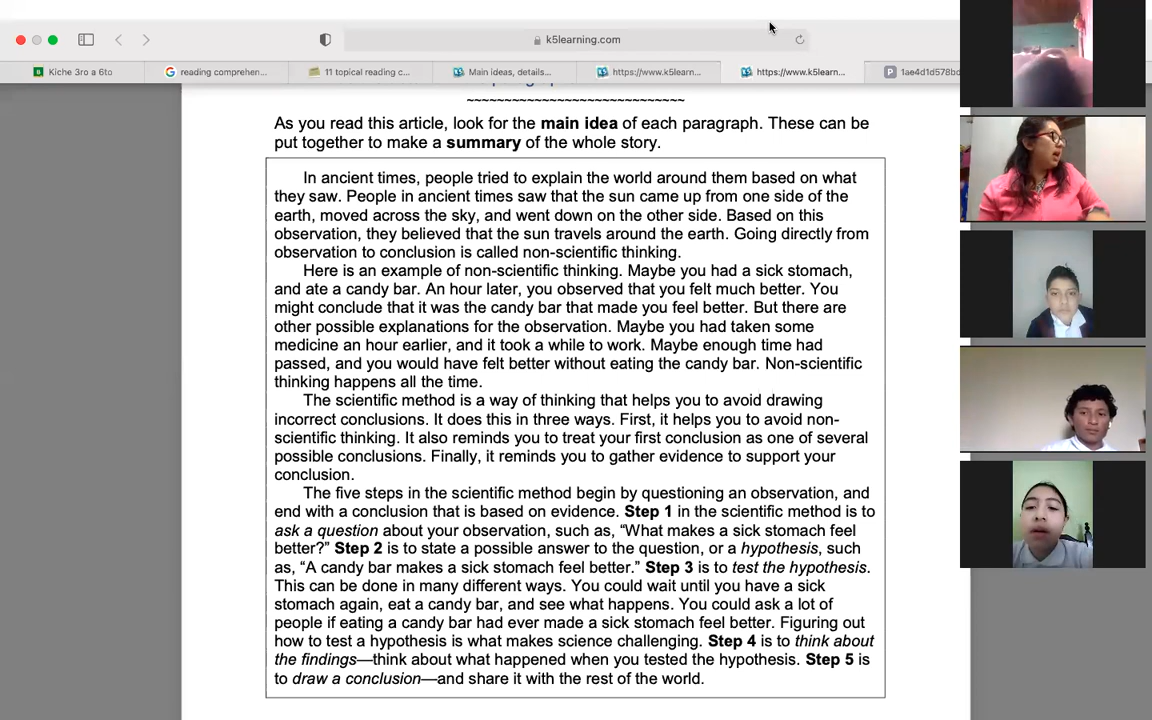 k5learning.com
Kiche 3ro a 6to
reading comprehen...
11 topical reading c...
Main ideas, details...
https://www.k5learn...
https://www.k5learn...
1ae4d1d578bd
~~~~~~~~~~~~~~~~~~~~~~~~~~~~
As you read this article, look for the main idea of each paragraph. These can be
put together to make a summary of the whole story.
In ancient times, people tried to explain the world around them based on what
they saw. People in ancient times saw that the sun came up from one side of the
earth, moved across the sky, and went down on the other side. Based on this
observation, they believed that the sun travels around the earth. Going directly from
observation to conclusion is called non-scientific thinking.
Here is an example of non-scientific thinking. Maybe you had a sick stomach,
and ate a candy bar. An hour later, you observed that you felt much better. You
might conclude that it was the candy bar that made you feel better. But there are
other possible explanations for the observation. Maybe you had taken some
medicine an hour earlier, and it took a while to work. Maybe enough time had
passed, and you would have felt better without eating the candy bar. Non-scientific
thinking happens all the time.
The scientific method is a way of thinking that helps you to avoid drawing
incorrect conclusions. It does this in three ways. First, it helps you to avoid non-
scientific thinking. It also reminds you to treat your first conclusion as one of several
possible conclusions. Finally, it reminds you to gather evidence to support your
conclusion.
The five steps in the scientific method begin by questioning an observation, and
end with a conclusion that is based on evidence. Step 1 in the scientific method is to
ask a question about your observation, such as, “What makes a sick stomach feel
better?” Step 2 is to state a possible answer to the question, or a hypothesis, such
as, “A candy bar makes a sick stomach feel better.” Step 3 is to test the hypothesis.
This can be done in many different ways. You could wait until you have a sick
stomach again, eat a candy bar, and see what happens. You could ask a lot of
people if eating a candy bar had ever made a sick stomach feel better. Figuring out
how to test a hypothesis is what makes science challenging. Step 4 is to think about
the findings—think about what happened when you tested the hypothesis. Step 5 is
to draw a conclusion—and share it with the rest of the world.